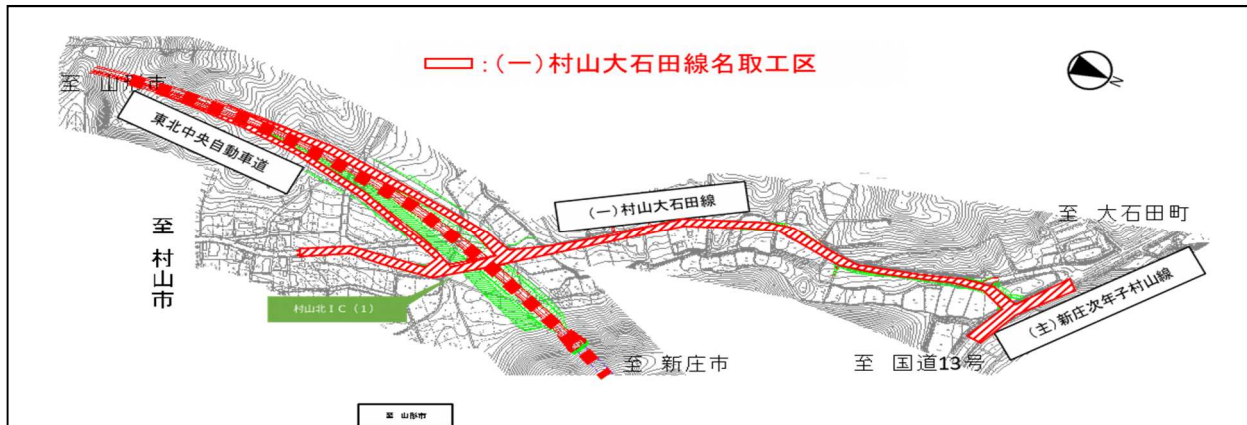 :(一)村山大石田線名取工区
N
至 山形市
東北中央自動車道
至 村山市
(一)村山大石田線
至 大石田町
村山北IC(1)
(主)新庄次年子村山線
至 新庄市
至 国道13号
至 山形市